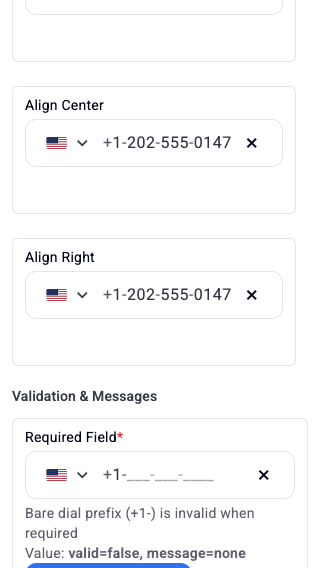 Align Center
+1-202-555-0147
Align Right
+1-202-555-0147
Validation & Messages
Required Field*
+1-___-___-____
Bare dial prefix (+1-) is invalid when
required
Value: valid=false, message=none